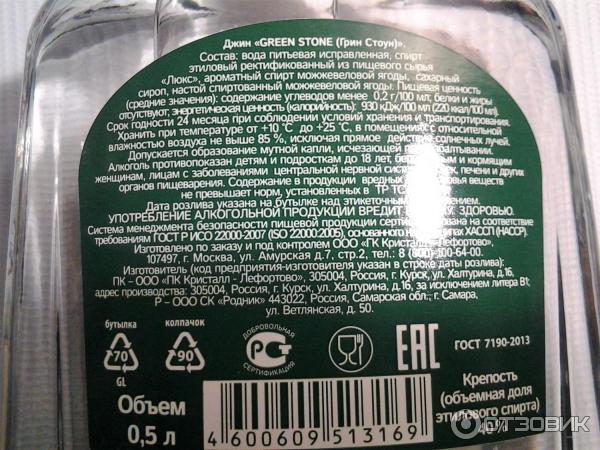 Джин «GREEN STONE (Грин Стоун)».
Состав: вода питьевая исправленная, спирт
этиловый ректификованный из пищевого сырья
«Люкс», ароматный спирт можжевеловой ягоды, сахарный
сироп, настой спиртованный можжевеловой ягоды. Пищевая ценность
(средние значения): содержание углеводов менее 0,2 г/100 мл; белки и жиры
отсутствуют, энергетическая ценность (калорийность): 930 кДж/100 мл (220 ккал/100 мл).
Срок годности 24 месяца при соблюдении условий хранения и транспортирования.
Хранить при температуре от +10 °С до +25 °С, в помещениях с относительной
влажностью воздуха не выше 85 %, исключая прямое действие солнечных лучей.
Допускается образование мутной капли, исчезающей при взбалтывании.
Алкоголь противопоказан детям и подросткам до 18 лет, беременным и кормящим
женщинам, лицам с заболеваниями центральной нервной системы, почек, печени и других
органов пищеварения. Содержание в продукции вредных для здоровья веществ
не превышает норм, установленных в ТР ТС
Дата розлива указана на бутылке над этикеточным оформлением.
УПОТРЕБЛЕНИЕ АЛКОГОЛЬНОЙ ПРОДУКЦИИ ВРЕДИТ ВАШЕМУ ЗДОРОВЬЮ.
Система менеджмента безопасности пищевой продукции сертифицирована на соответствие
требованиям ГОСТ Р ИСО 22000-2007 (ISO 22000:2005), основанного на принципах ХАССП (HACCP).
Изготовлено по заказу и под контролем ООО «ГК Кристалл-Лефортово»,
107497, г. Москва, ул. Амурская д.7, стр.2, тел.: 8 (800) 100-64-00.
Изготовитель (код предприятия-изготовителя указан в строке даты розлива):
ПК – ООО «ПК Кристалл - Лефортово», 305004, Россия, г. Курск, ул. Халтурина, д.16,
адрес производства: 305004, Россия, г. Курск, ул. Халтурина, д. 16, за исключением литера В1;
Р – ООО СК «Родник» 443022, Россия, Самарская обл., г. Самара,
ул. Ветлянская, д. 50.
бутылка
колпачок
70
GL
90
ДОБРОВОЛЬНАЯ
РСТ
СЕРТИФИКАЦИЯ
ЕАС
ГОСТ 7190-2013
Объем
0,5 л
4 600609 513169
Крепость
(объемная доля
этилового спирта)
40%
ОТЗОВИК